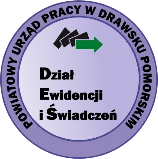 POWIATOWY URZĄD PRACY W DRAWSKU POMORSKIM
Dział
Ewidencji
i Świadczeń